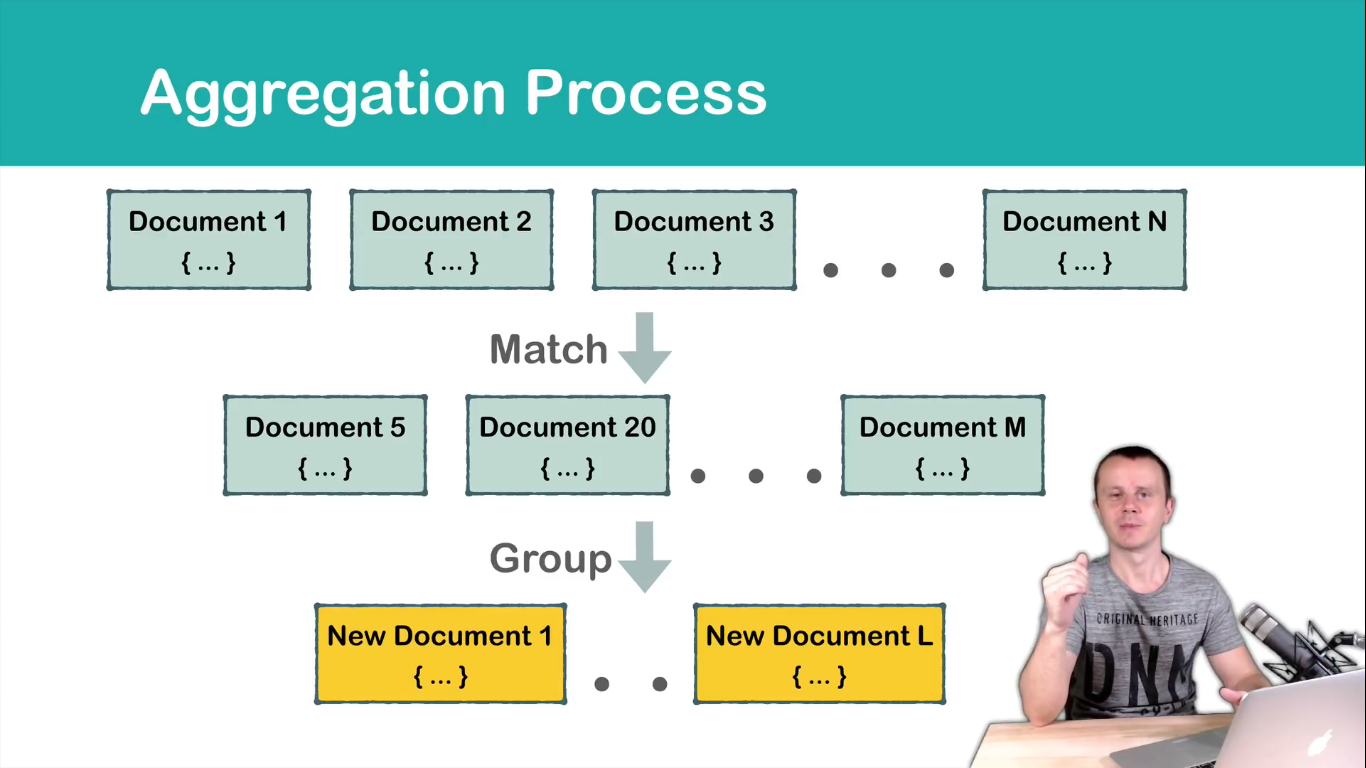 Aggregation Process
Document 1
{ ... }
Document 2
{ ... }
Document 3
{ ... }
Document N
{ ... }
Match
Document 5
{ ... }
Document 20
{ ... }
Document M
{ ... }
Group
New Document 1
{ ... }
New Document L
{ ... }
ORIGINAL HERITAGE
DNA